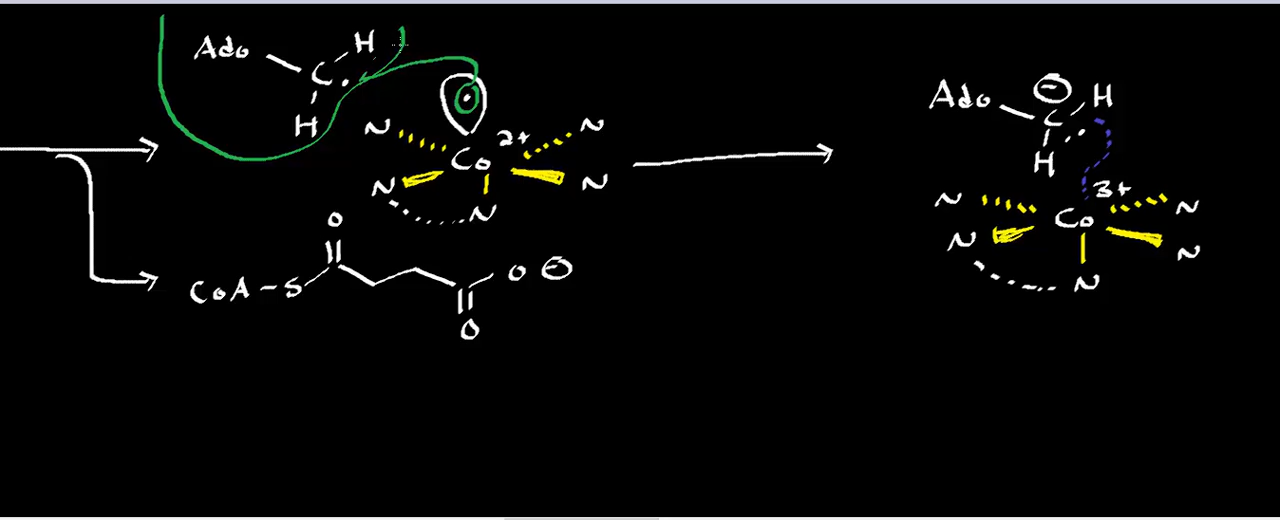 Ado C H
H
N N
Co 2+
N N
N
O
CoA-S O ⊖
O
Ado C ⊖ H
H
3+
N Co N
N N
N